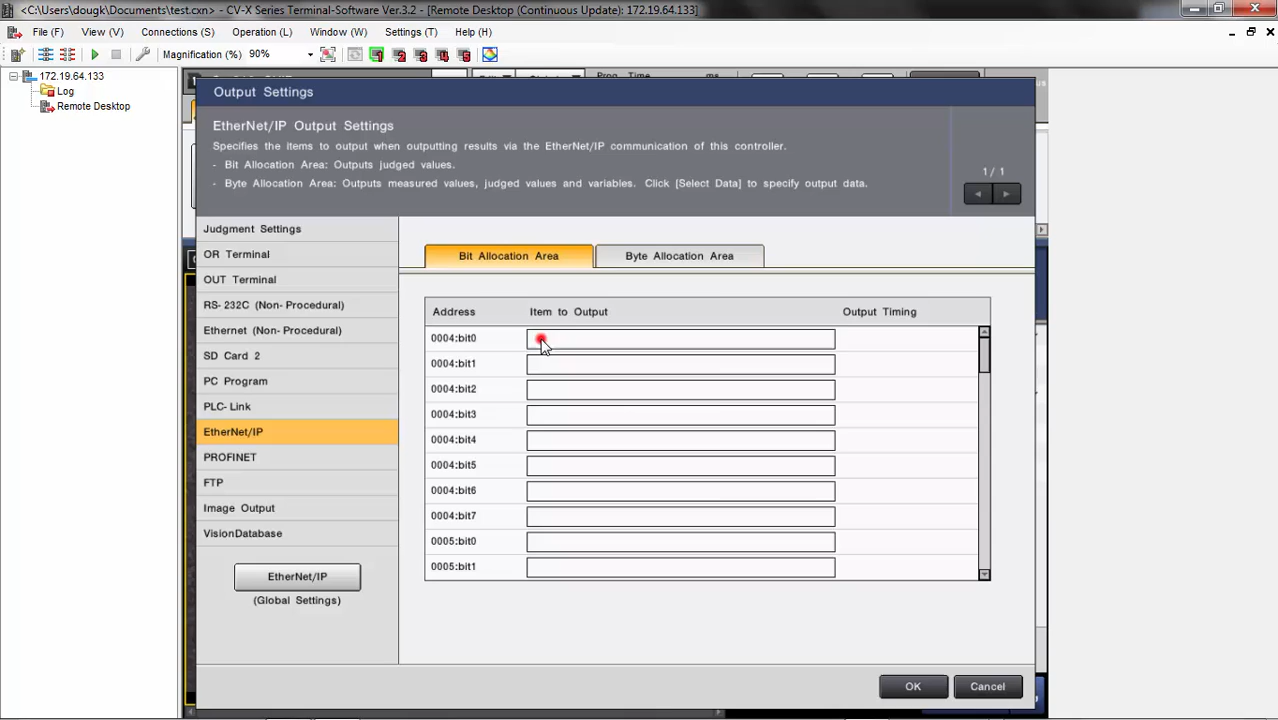 <C:\Users\dougk\Documents\test.cxn> - CV-X Series Terminal-Software Ver.3.2 - [Remote Desktop (Continuous Update): 172.19.64.133]
File (F) View (V) Connections (S) Operation (L) Window (W) Settings (T) Help (H)
Magnification (%) 90%
172.19.64.133
Log
Remote Desktop
Output Settings
EtherNet/IP Output Settings
Specifies the items to output when outputting results via the EtherNet/IP communication of this controller.
- Bit Allocation Area: Outputs judged values.
- Byte Allocation Area: Outputs measured values, judged values and variables. Click [Select Data] to specify output data.
1/ 1
Judgment Settings
OR Terminal
OUT Terminal
RS-232C (Non-Procedural)
Ethernet (Non-Procedural)
SD Card 2
PC Program
PLC-Link
EtherNet/IP
PROFINET
FTP
Image Output
VisionDatabase
EtherNet/IP
(Global Settings)
Bit Allocation Area Byte Allocation Area
Address Item to Output Output Timing
0004:bit0
0004:bit1
0004:bit2
0004:bit3
0004:bit4
0004:bit5
0004:bit6
0004:bit7
0005:bit0
0005:bit1
OK Cancel